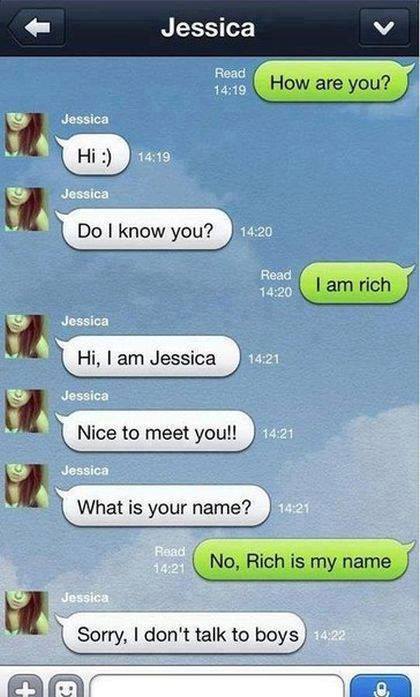 Jessica
Read
14:19
How are you?
Jessica
Hi :)
14:19
Jessica
Do I know you?
14:20
Read
14:20
I am rich
Jessica
Hi, I am Jessica
14:21
Jessica
Nice to meet you!!
14:21
Jessica
What is your name?
14:21
Read
14:21
No, Rich is my name
Jessica
Sorry, I don't talk to boys
14:22